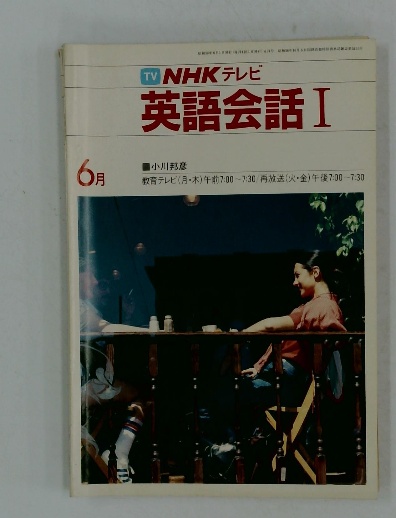 TV NHKテレビ
英語会話 I
6月
■小川邦彦
教育テレビ(月・木)午前7:00～7:30/再放送(火・金)午後7:00～7:30